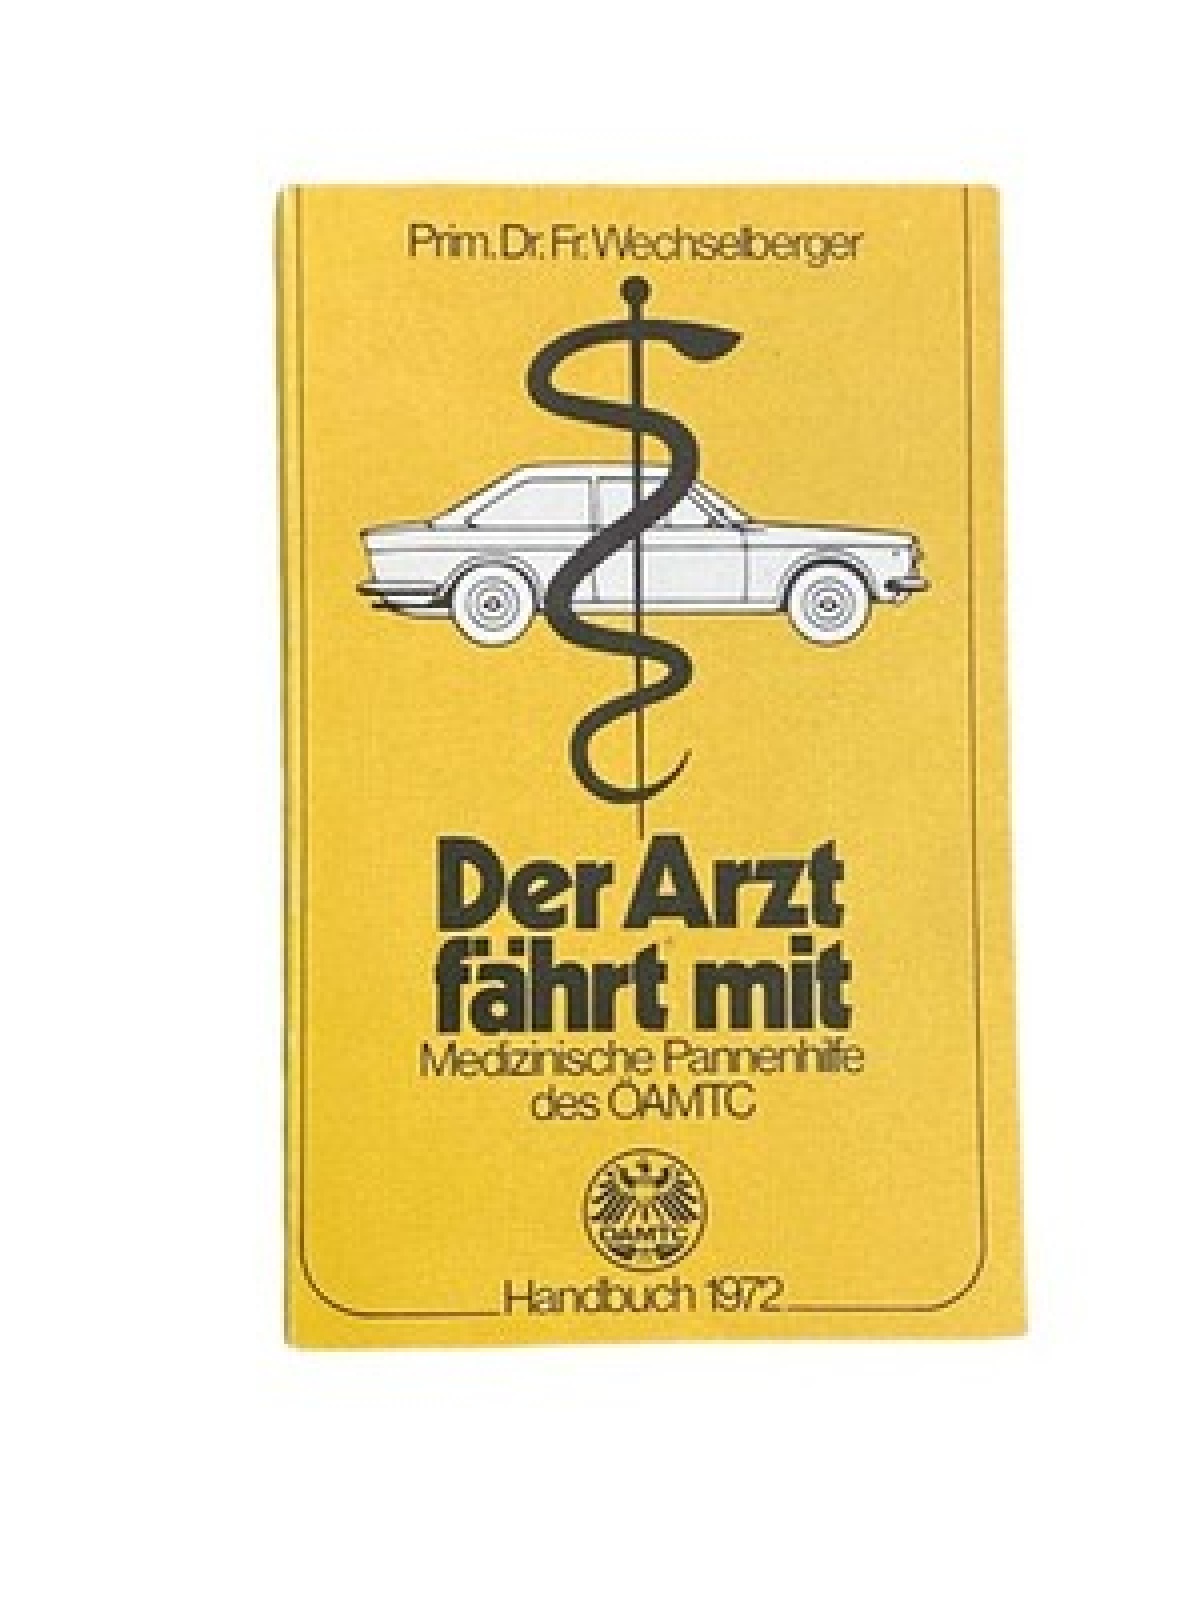 Prim. Dr. Fr. Wechselberger
Der Arzt
fährt mit
Medizinische Pannenhilfe
des ÖAMTC
ÖAMTC
Handbuch 1972